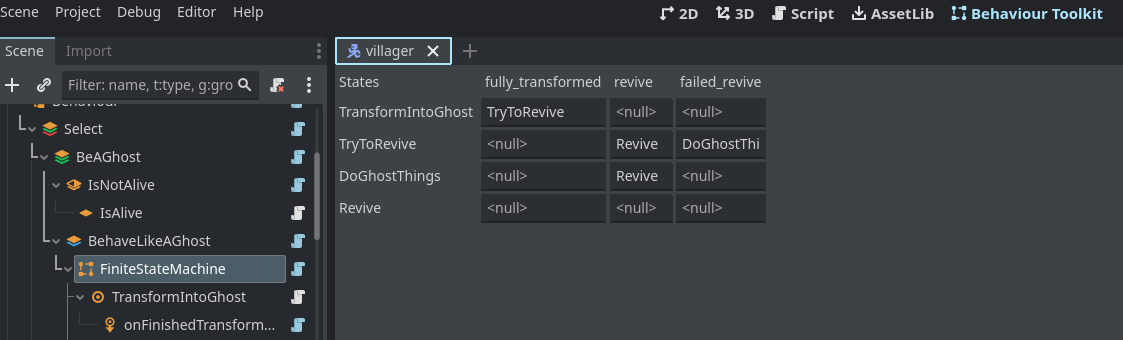 Scene Project Debug Editor Help
2D 3D Script AssetLib Behaviour Toolkit
Scene Import
villager
Filter: name, t:type, g:gro
States fully_transformed revive failed_revive
Behaviour
TransformIntoGhost TryToRevive <null> <null>
Select
TryToRevive <null> Revive DoGhostThi
BeAGhost
DoGhostThings <null> Revive <null>
IsNotAlive
Revive <null> <null> <null>
IsAlive
BehaveLikeAGhost
FiniteStateMachine
TransformIntoGhost
onFinishedTransform...